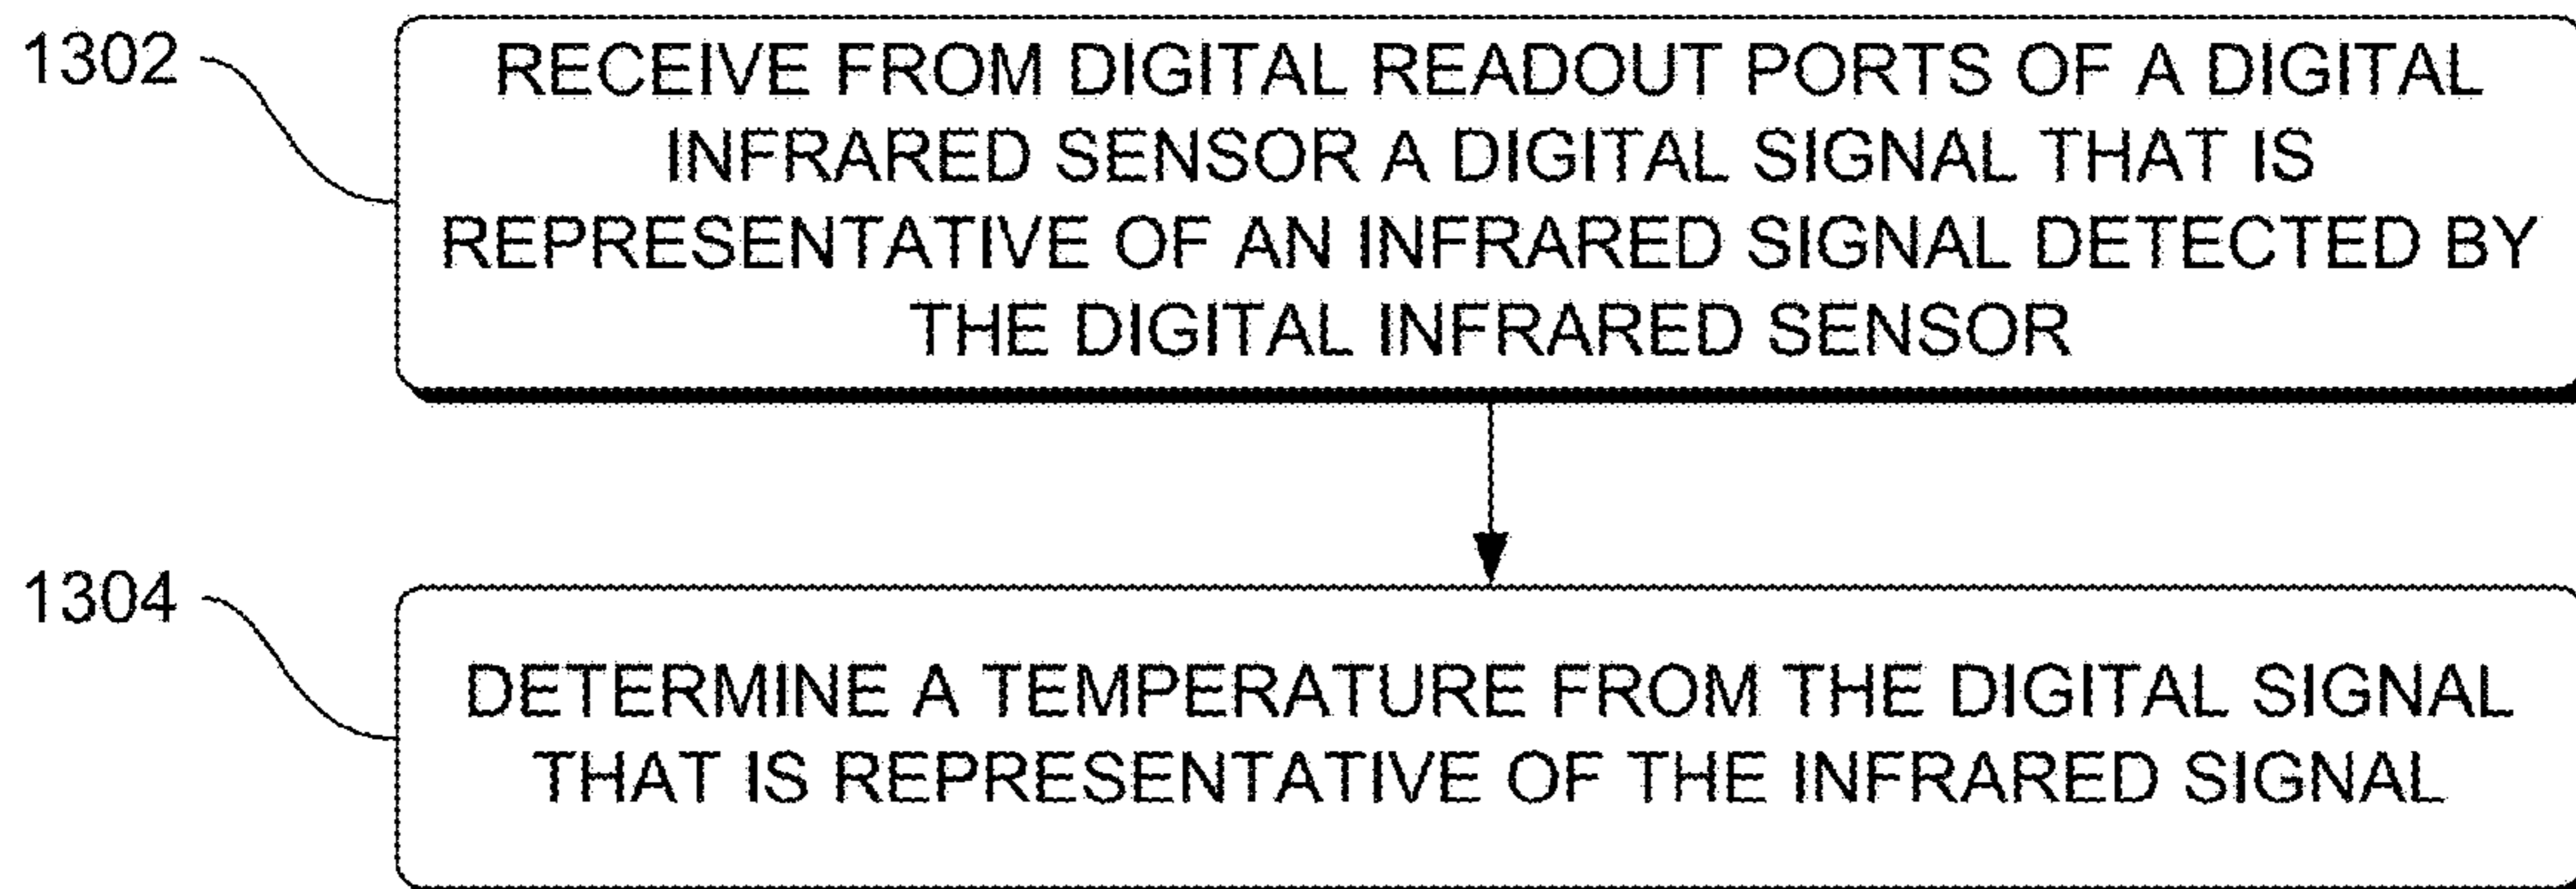 1302
RECEIVE FROM DIGITAL READOUT PORTS OF A DIGITAL
INFRARED SENSOR A DIGITAL SIGNAL THAT IS
REPRESENTATIVE OF AN INFRARED SIGNAL DETECTED BY
THE DIGITAL INFRARED SENSOR
1304
DETERMINE A TEMPERATURE FROM THE DIGITAL SIGNAL
THAT IS REPRESENTATIVE OF THE INFRARED SIGNAL